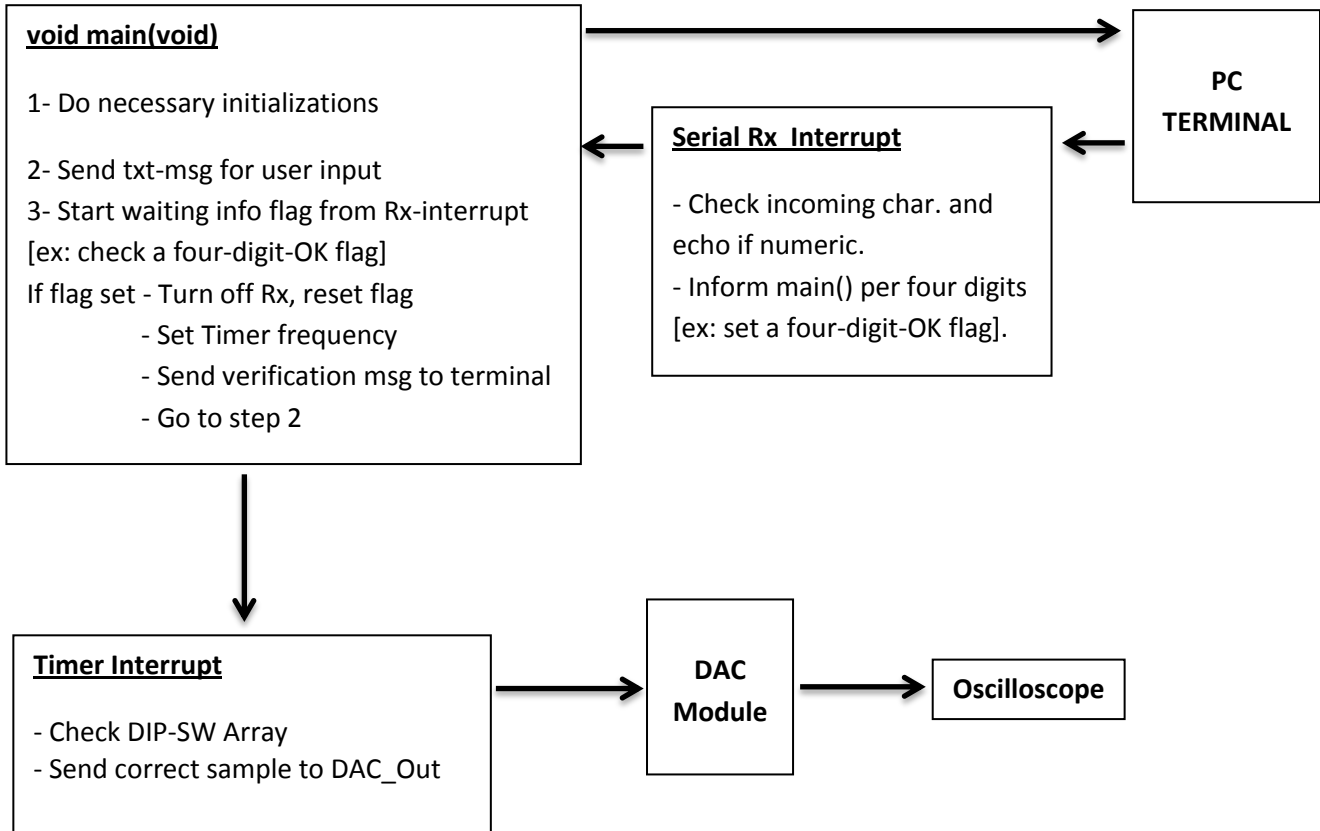 void main(void)
1- Do necessary initializations
2- Send txt-msg for user input
3- Start waiting info flag from Rx-interrupt
[ex: check a four-digit-OK flag]
If flag set - Turn off Rx, reset flag
- Set Timer frequency
- Send verification msg to terminal
- Go to step 2
Serial Rx  Interrupt
- Check incoming char. and
echo if numeric.
- Inform main() per four digits
[ex: set a four-digit-OK flag].
PC
TERMINAL
Timer Interrupt
- Check DIP-SW Array
- Send correct sample to DAC_Out
DAC
Module
Oscilloscope